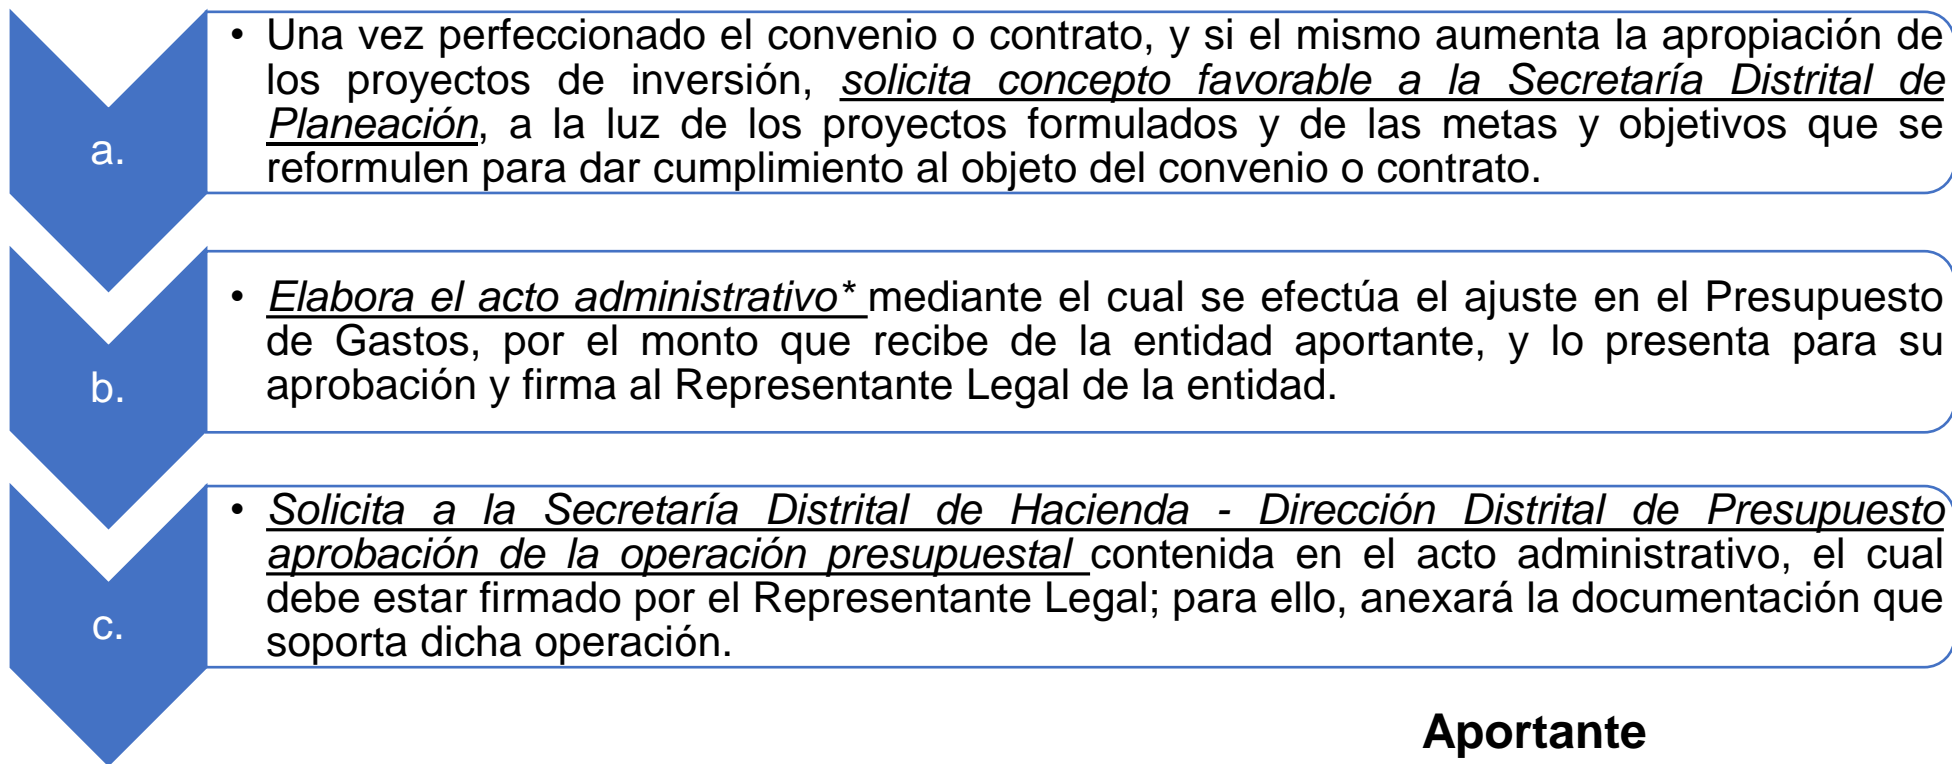 a.
• Una vez perfeccionado el convenio o contrato, y si el mismo aumenta la apropiación de
los proyectos de inversión, solicita concepto favorable a la Secretaría Distrital de
Planeación, a la luz de los proyectos formulados y de las metas y objetivos que se
reformulen para dar cumplimiento al objeto del convenio o contrato.
b.
• Elabora el acto administrativo* mediante el cual se efectúa el ajuste en el Presupuesto
de Gastos, por el monto que recibe de la entidad aportante, y lo presenta para su
aprobación y firma al Representante Legal de la entidad.
c.
• Solicita a la Secretaría Distrital de Hacienda - Dirección Distrital de Presupuesto
aprobación de la operación presupuestal contenida en el acto administrativo, el cual
debe estar firmado por el Representante Legal; para ello, anexará la documentación que
soporta dicha operación.
Aportante